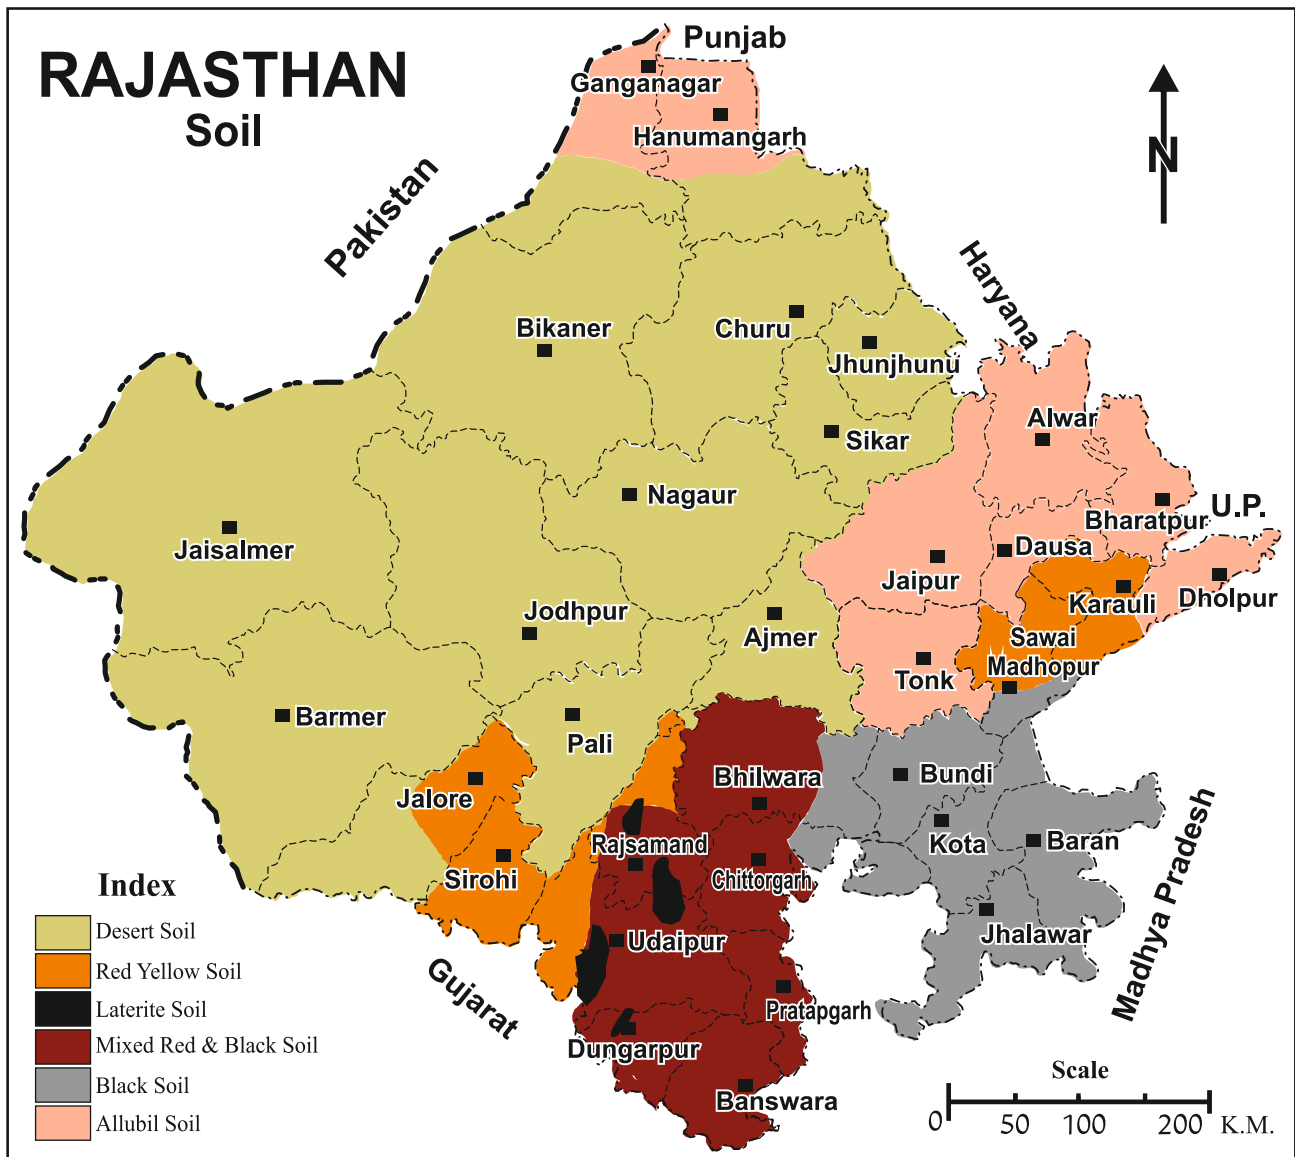 RAJASTHAN
Soil
Punjab
Ganganagar
Hanumangarh
N
Pakistan
Haryana
Bikaner
Churu
Jhunjhunu
Sikar
Alwar
Nagaur
Bharatpur
U.P.
Jaisalmer
Jaipur
Dausa
Karauli
Dholpur
Jodhpur
Ajmer
Sawai
Madhopur
Tonk
Barmer
Pali
Bhilwara
Bundi
Jalore
Rajsamand
Kota
Baran
Sirohi
Chittorgarh
Udaipur
Jhalawar
Madhya Pradesh
Gujarat
Pratapgarh
Dungarpur
Banswara
Index
Desert Soil
Red Yellow Soil
Laterite Soil
Mixed Red & Black Soil
Black Soil
Allubil Soil
Scale
0 50 100 200 K.M.